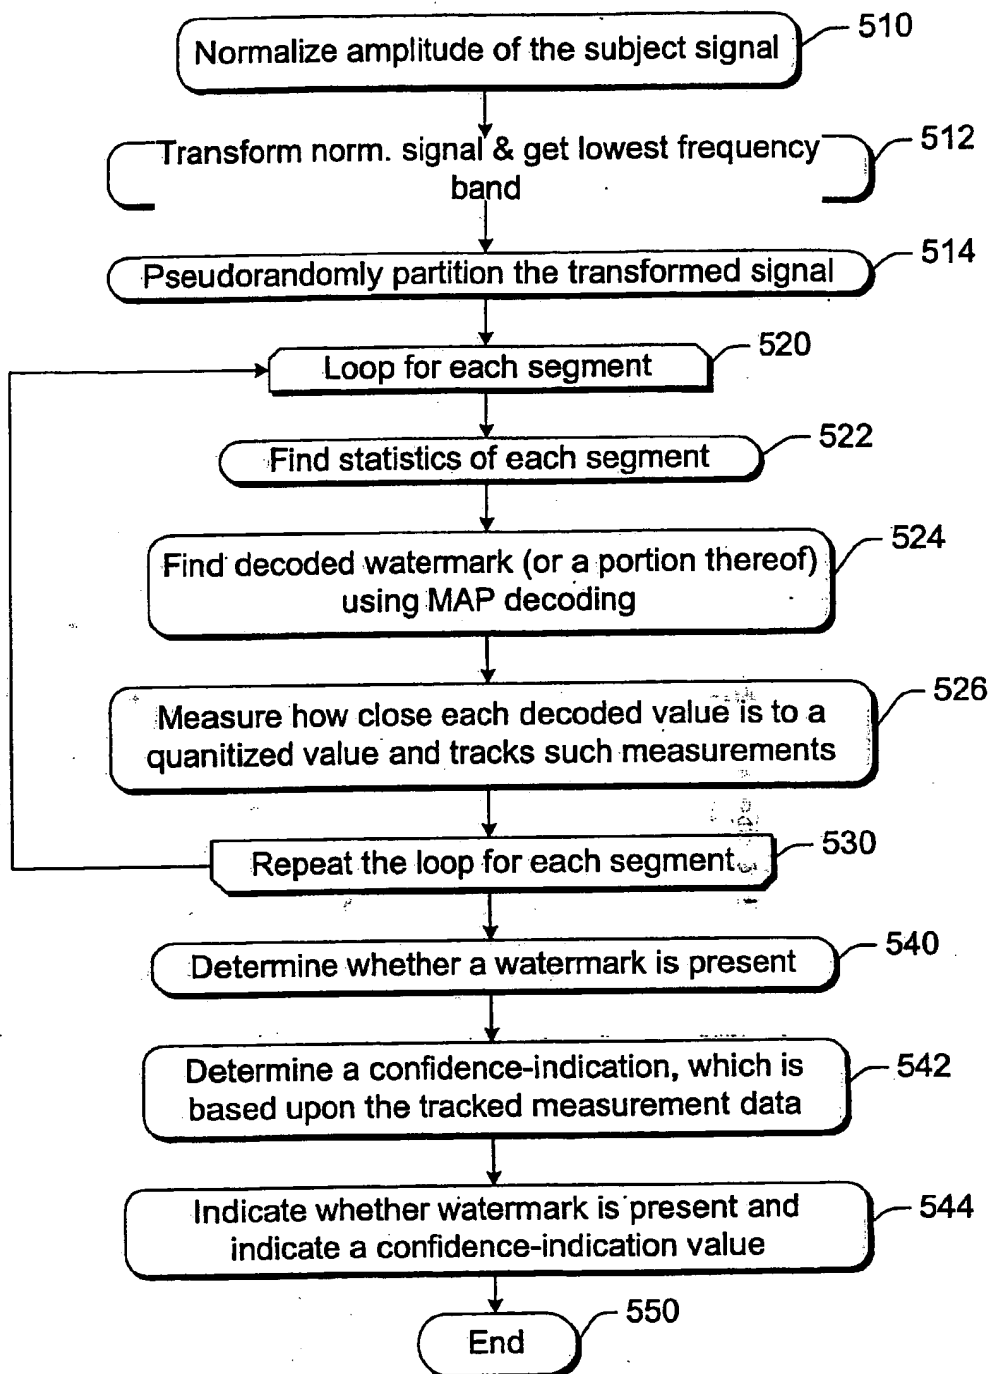 Normalize amplitude of the subject signal
510
Transform norm. signal & get lowest frequency
band
512
Pseudorandomly partition the transformed signal
514
Loop for each segment
520
Find statistics of each segment
522
Find decoded watermark (or a portion thereof)
using MAP decoding
524
Measure how close each decoded value is to a
quanitized value and tracks such measurements
526
Repeat the loop for each segment
530
Determine whether a watermark is present
540
Determine a confidence-indication, which is
based upon the tracked measurement data
542
Indicate whether watermark is present and
indicate a confidence-indication value
544
End
550